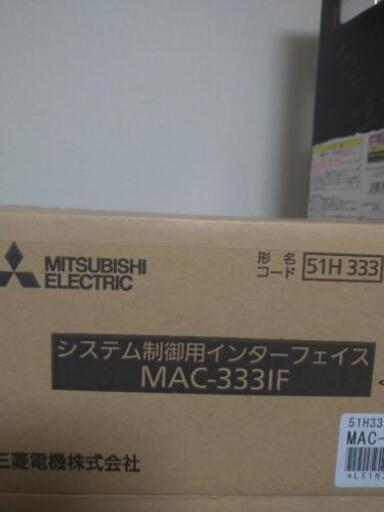 MITSUBISHI
ELECTRIC
形名
コード
51H 333
システム制御用インターフェイス
MAC-333IF
三菱電機株式会社
51H33
MAC-